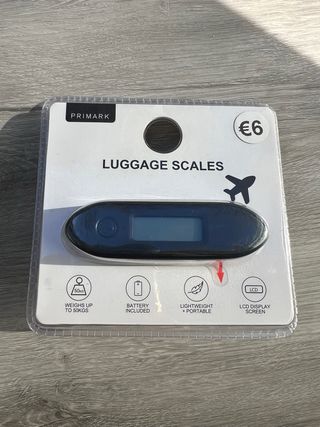 PRIMARK
€6
LUGGAGE SCALES
50KG
WEIGHS UP
TO 50KGS
BATTERY
INCLUDED
LIGHTWEIGHT
+ PORTABLE
LCD
LCD DISPLAY
SCREEN